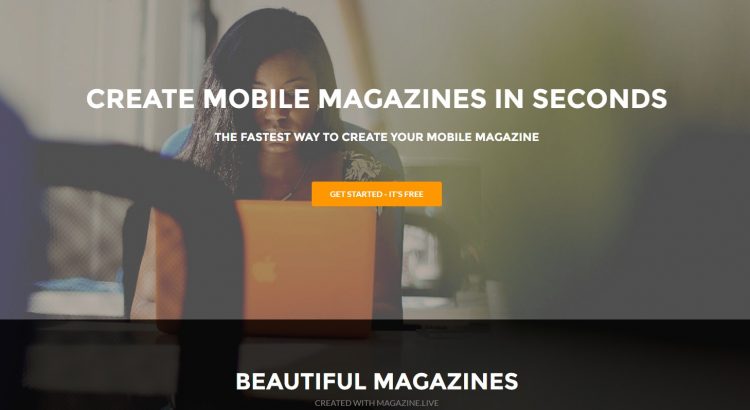 CREATE MOBILE MAGAZINES IN SECONDS
THE FASTEST WAY TO CREATE YOUR MOBILE MAGAZINE
GET STARTED - IT'S FREE
BEAUTIFUL MAGAZINES
CREATED WITH MAGAZINE.LIVE